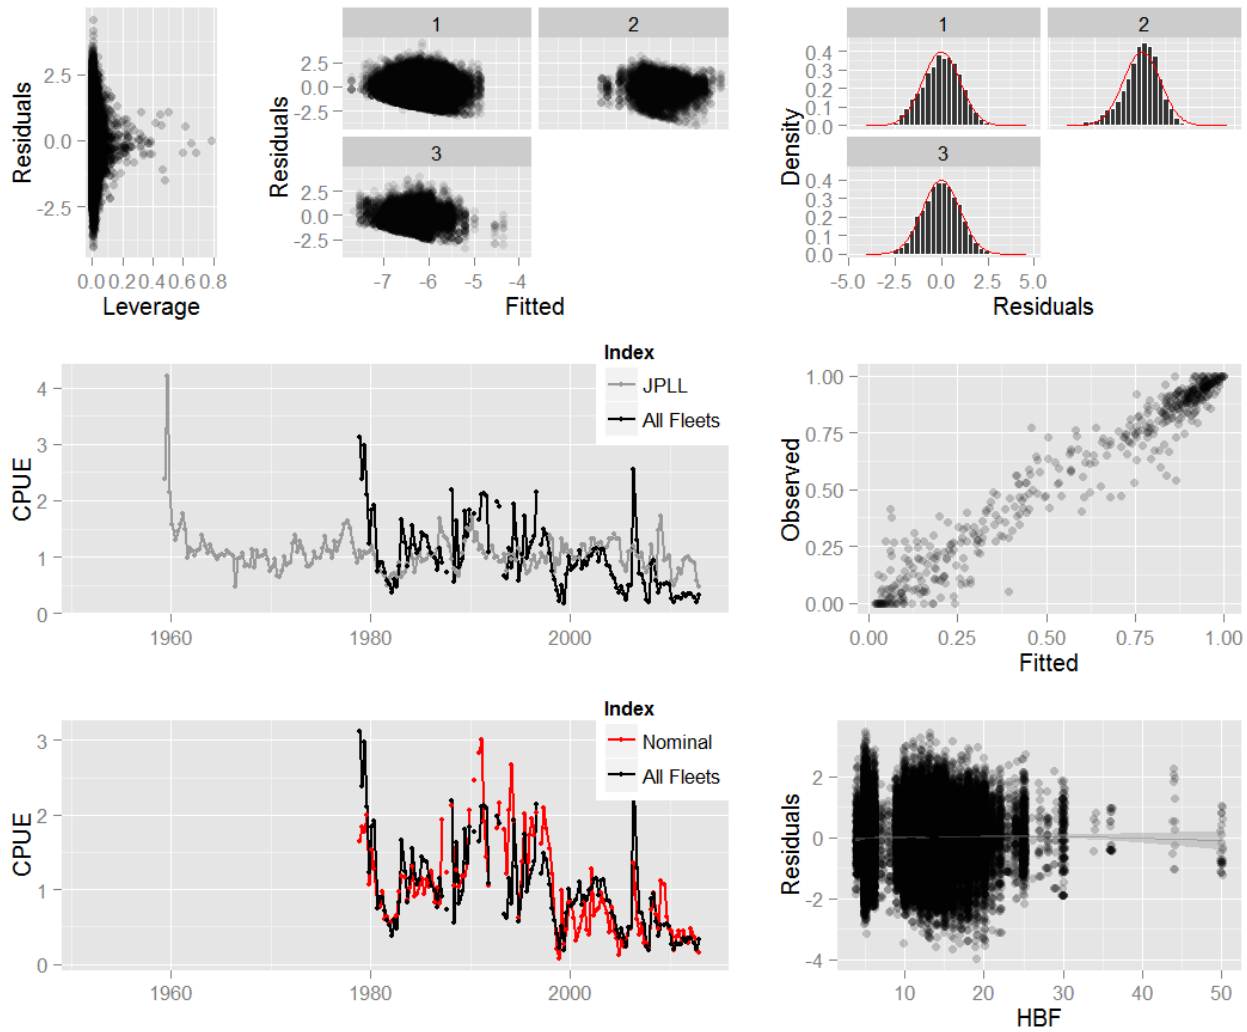 Residuals
2.5
0.0
-2.5
0.0 0.2 0.4 0.6 0.8
Leverage
1
2
3
Residuals
2.5
0.0
-2.5
2.5
0.0
-2.5
-7 -6 -5 -4
Fitted
1
2
3
Density
0.4
0.3
0.2
0.1
0.0
0.4
0.3
0.2
0.1
0.0
-5.0 -2.5 0.0 2.5 5.0
Residuals
Index
JPLL
All Fleets
CPUE
4
3
2
1
0
1960 1980 2000
Observed
1.00
0.75
0.50
0.25
0.00
0.00 0.25 0.50 0.75 1.00
Fitted
Index
Nominal
All Fleets
CPUE
3
2
1
0
1960 1980 2000
Residuals
2
0
-2
-4
10 20 30 40 50
HBF